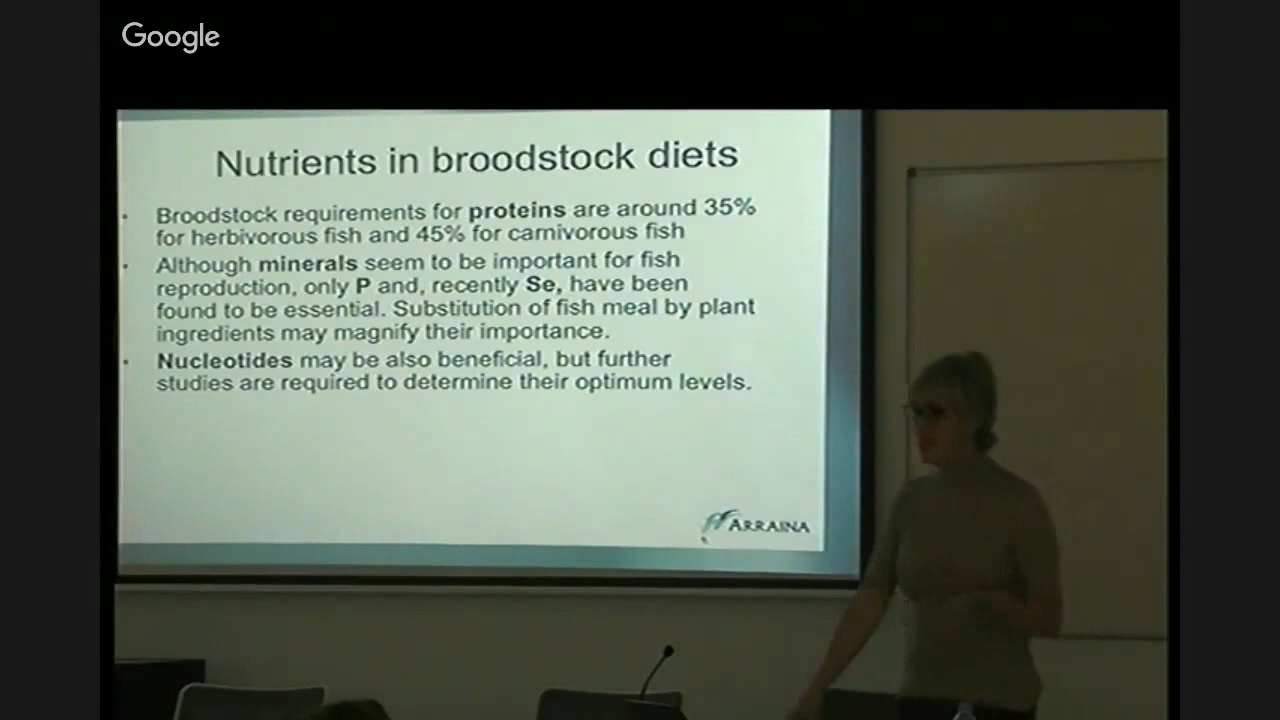 Google
Nutrients in broodstock diets
• Broodstock requirements for proteins are around 35%
for herbivorous fish and 45% for carnivorous fish
• Although minerals seem to be important for fish
reproduction, only P and, recently Se, have been
found to be essential. Substitution of fish meal by plant
ingredients may magnify their importance.
• Nucleotides may be also beneficial, but further
studies are required to determine their optimum levels.
ARRAINA